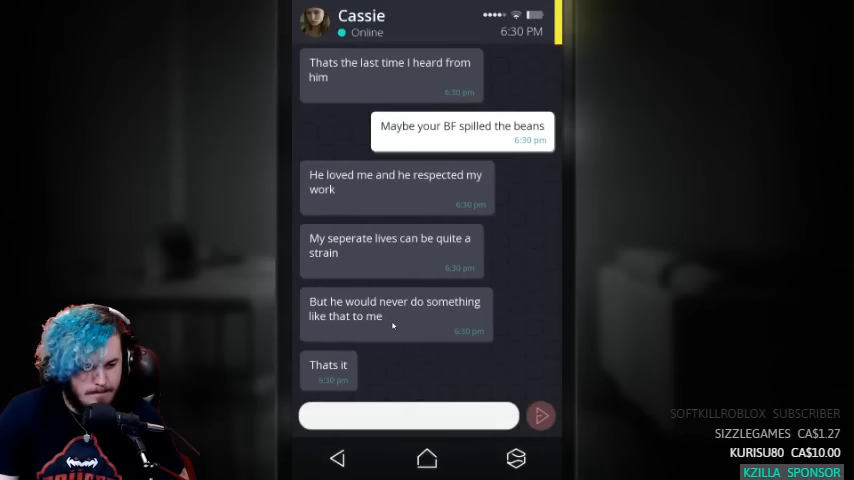 Cassie
Online
6:30 PM
Thats the last time I heard from
him
6:30 pm
Maybe your BF spilled the beans
6:30 pm
He loved me and he respected my
work
6:30 pm
My seperate lives can be quite a
strain
6:30 pm
But he would never do something
like that to me
6:30 pm
Thats it
6:30 pm
SOFTKILLROBLOX SUBSCRIBER
SIZZLEGAMES CA$1.27
KURISU80 CA$10.00
KZILLA SPONSOR